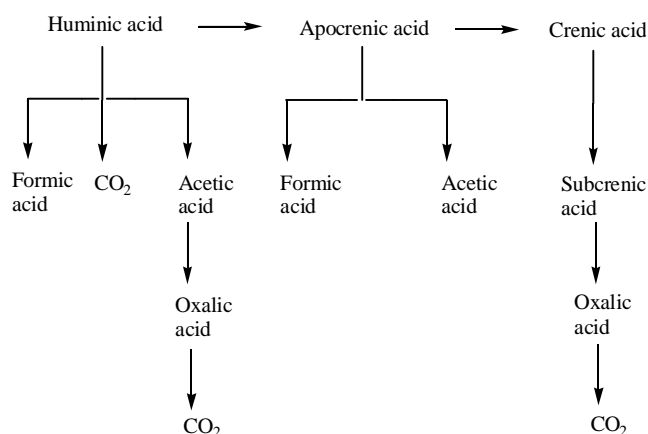 Huminic acid
Apocrenic acid
Crenic acid
Formic
acid
CO2
Acetic
acid
Formic
acid
Acetic
acid
Subcrenic
acid
Oxalic
acid
Oxalic
acid
CO2
CO2